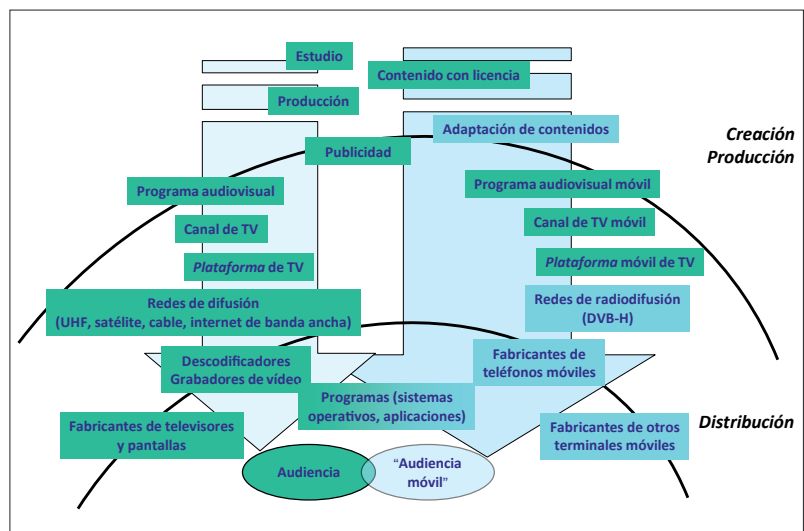 Estudio
Contenido con licencia
Producción
Adaptación de contenidos
Creación
Producción
Publicidad
Programa audiovisual
Programa audiovisual móvil
Canal de TV
Canal de TV móvil
Plataforma de TV
Plataforma móvil de TV
Redes de difusión
(UHF, satélite, cable, internet de banda ancha)
Redes de radiodifusión
(DVB-H)
Descodificadores
Grabadores de vídeo
Fabricantes de
teléfonos móviles
Programas (sistemas
operativos, aplicaciones)
Fabricantes de televisores
y pantallas
Fabricantes de otros
terminales móviles
Distribución
Audiencia
“Audiencia
móvil”